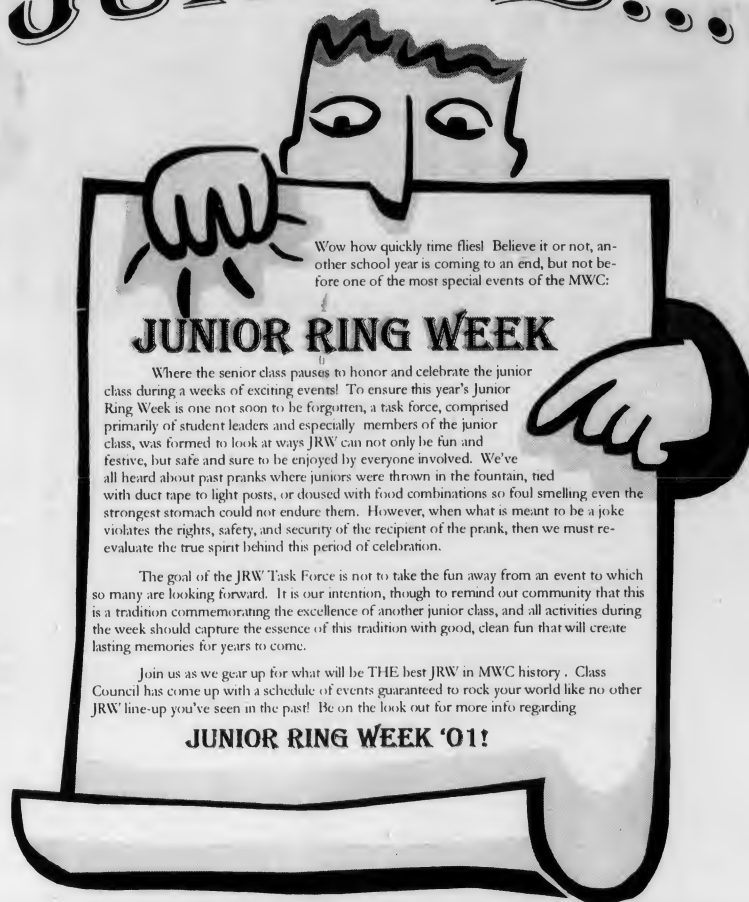 Wow how quickly time flies! Believe it or not, an-
other school year is coming to an end, but not be-
fore one of the most special events of the MWC:
JUNIOR RING WEEK
Where the senior class pauses to honor and celebrate the junior
class during a weeks of exciting events! To ensure this year's Junior
Ring Week is one not soon to be forgotten, a task force, comprised
primarily of student leaders and especially members of the junior
class, was formed to look at ways JRW can not only be fun and
festive, but safe and sure to be enjoyed by everyone involved. We've
all heard about past pranks where juniors were thrown in the fountain, tied
with duct tape to light posts, or doused with food combinations so foul smelling even the
strongest stomach could not endure them. However, when what is meant to be a joke
violates the rights, safety, and security of the recipient of the prank, then we must re-
evaluate the true spirit behind this period of celebration.
The goal of the JRW Task Force is not to take the fun away from an event to which
so many are looking forward. It is our intention, though to remind out community that this
is a tradition commemorating the excellence of another junior class, and all activities during
the week should capture the essence of this tradition with good, clean fun that will create
lasting memories for years to come.
Join us as we gear up for what will be THE best JRW in MWC history .  Class
Council has come up with a schedule of events guaranteed to rock your world like no other
JRW line-up you've seen in the past! Be on the look out for more info regarding
JUNIOR RING WEEK '01!